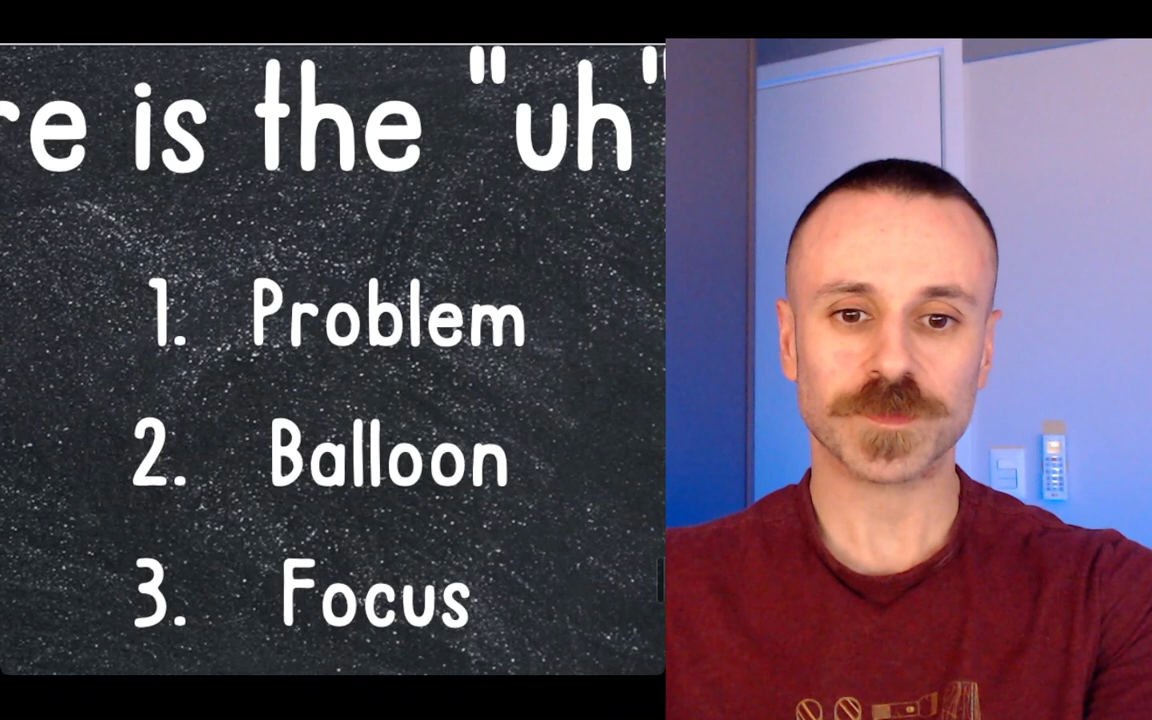 re is the "uh"
1. Problem
2. Balloon
3. Focus